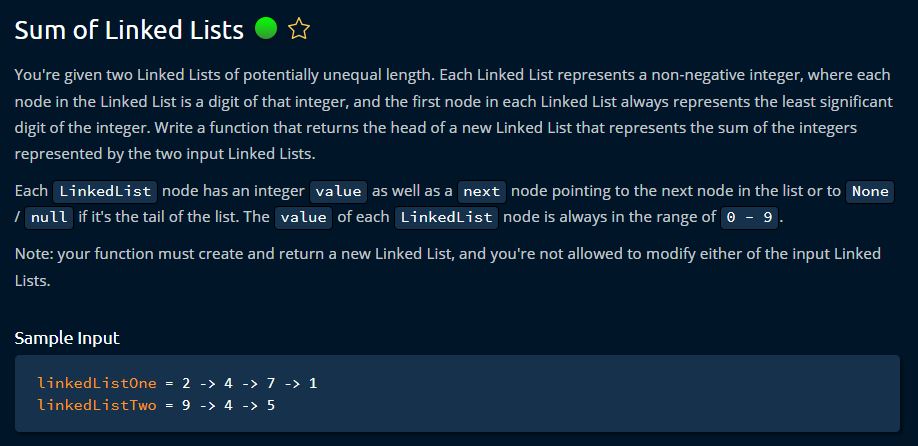 Sum of Linked Lists
You're given two Linked Lists of potentially unequal length. Each Linked List represents a non-negative integer, where each
node in the Linked List is a digit of that integer, and the first node in each Linked List always represents the least significant
digit of the integer. Write a function that returns the head of a new Linked List that represents the sum of the integers
represented by the two input Linked Lists.
Each LinkedList node has an integer value as well as a next node pointing to the next node in the list or to None
/ null if it's the tail of the list. The value of each LinkedList node is always in the range of 0 - 9.
Note: your function must create and return a new Linked List, and you're not allowed to modify either of the input Linked
Lists.
Sample Input
linkedListOne = 2 -> 4 -> 7 -> 1
linkedListTwo = 9 -> 4 -> 5